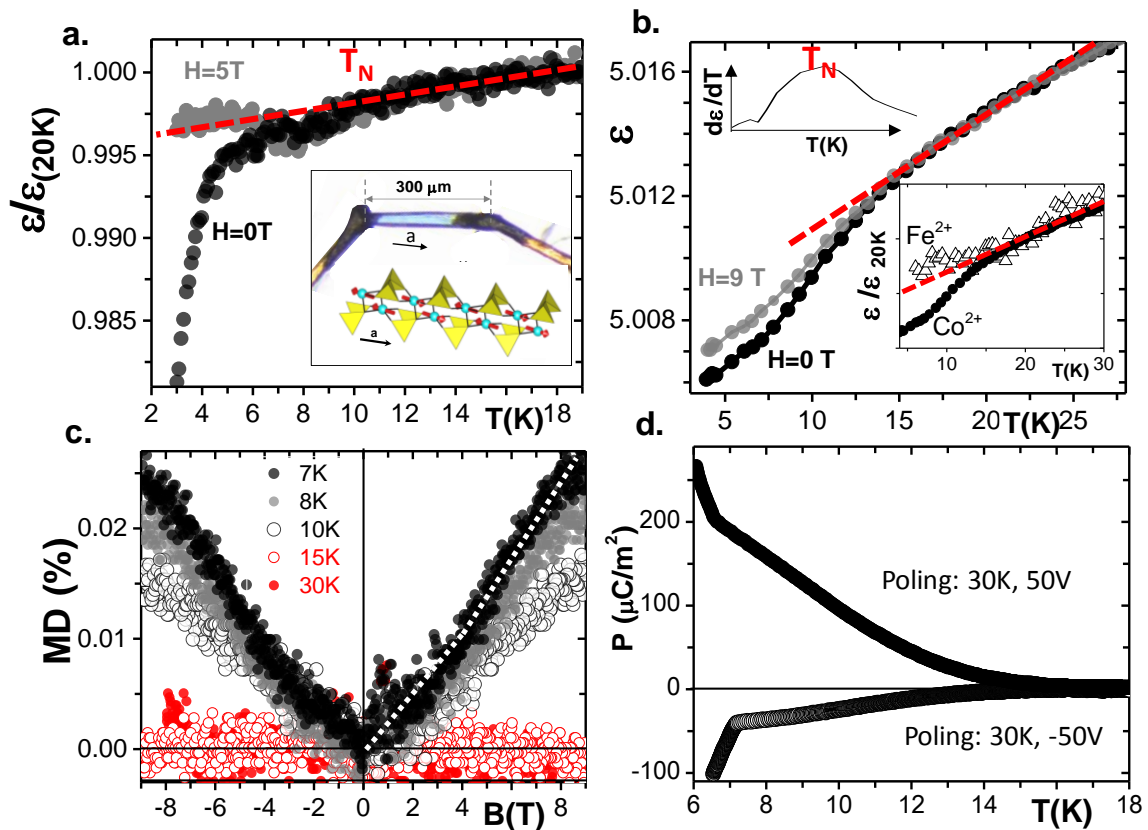 a.
H=5T
T_N
1.000
0.995
0.990
0.985
ε/ε(20K)
H=0T
300 μm
a
a
2 4 6 8 10 12 14 16 18
T(K)
b.
T_N
dε/dT
T(K)
5.016
5.012
5.008
ε
H=9 T
H=0 T
ε /ε 20K
Fe²⁺
Co²⁺
10 20 30
T(K)
5 10 15 20 25
T(K)
c.
7K
8K
10K
15K
30K
0.02
0.01
0.00
MD (%)
-8 -6 -4 -2 0 2 4 6 8
B(T)
d.
300
200
100
0
-100
P (μC/m²)
Poling: 30K, 50V
Poling: 30K, -50V
6 8 10 12 14 16 18
T(K)